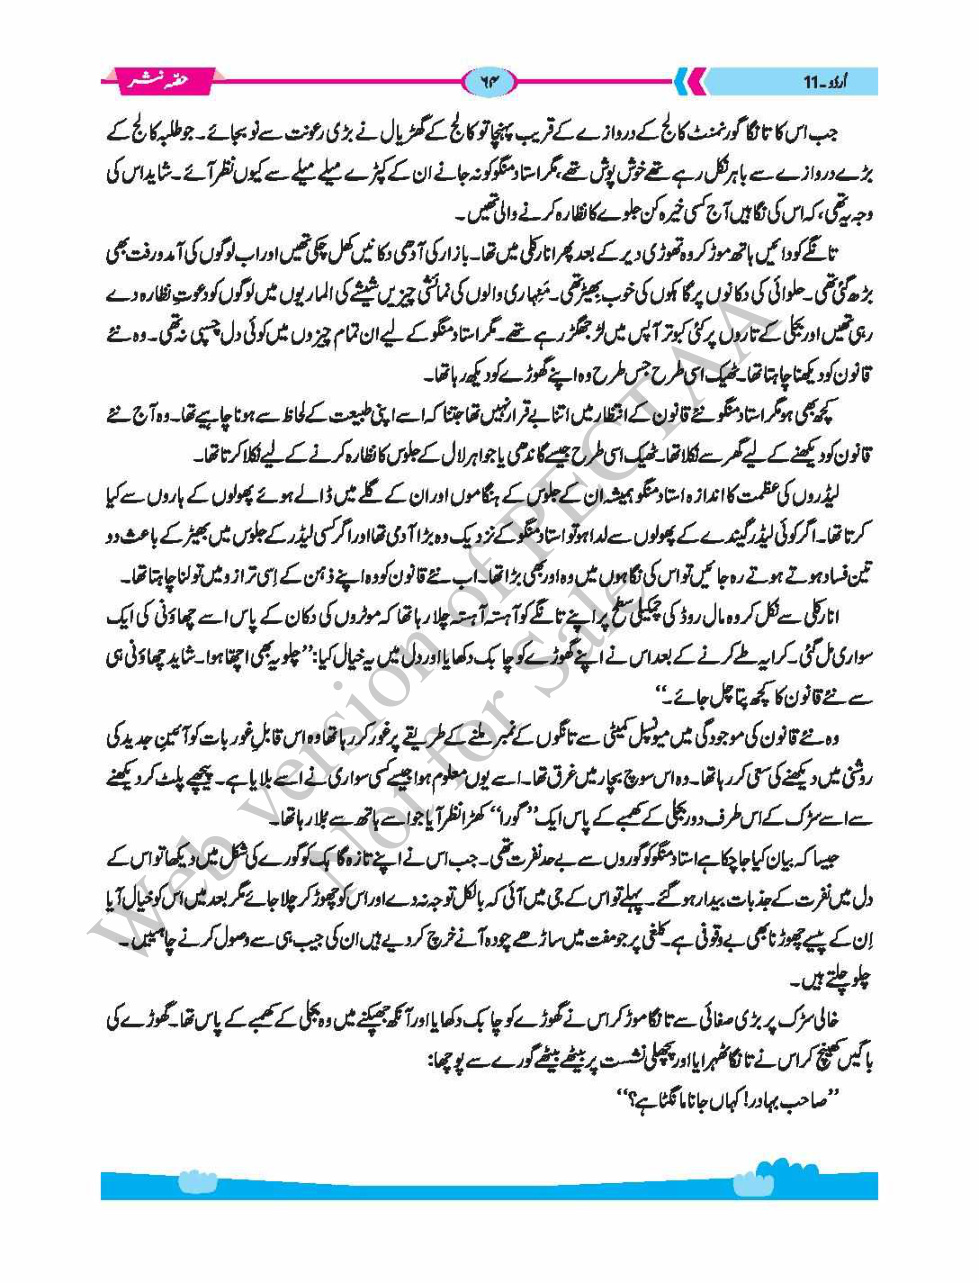 اُردو۔11
۶۴
حصّہ نثر
جب اس کا تانگا گورنمنٹ کالج کے دروازے کے قریب پہنچا تو کالج کے گھڑیال نے بڑی رعونت سے نو بجائے۔ جو طلبہ کالج کے
بڑے دروازے سے باہر نکل رہے تھے خوش پوش تھے، مگر استاد منگو کو نہ جانے ان کے کپڑے میلے میلے سے کیوں نظر آئے۔ شاید اس کی
وجہ یہ تھی، کہ اس کی نگاہیں آج کسی خیرہ کن جلوے کا نظارہ کرنے والی تھیں۔
تانگے کو دائیں ہاتھ موڑ کر وہ تھوڑی دیر کے بعد پھر انارکلی میں تھا۔ بازار کی آدھی دکانیں کھل چکی تھیں اور اب لوگوں کی آمد و رفت بھی
بڑھ گئی تھی۔ حلوائی کی دکانوں پر گاہکوں کی خوب بھیڑ تھی۔ مَنہاری والوں کی نمائشی چیزیں شیشے کی الماریوں میں لوگوں کو دعوتِ نظارہ دے
رہی تھیں اور بجلی کے تاروں پر کئی کبوتر آپس میں لڑ جھگڑ رہے تھے۔ مگر استاد منگو کے لیے ان تمام چیزوں میں کوئی دل چسپی نہ تھی۔ وہ نئے
قانون کو دیکھنا چاہتا تھا۔ ٹھیک اسی طرح جس طرح وہ اپنے گھوڑے کو دیکھ رہا تھا۔
کچھ بھی ہو مگر استاد منگو نئے قانون کے انتظار میں اتنا بے قرار نہیں تھا جتنا کہ اسے اپنی طبیعت کے لحاظ سے ہونا چاہیے تھا۔ وہ آج نئے
قانون کو دیکھنے کے لیے گھر سے نکلا تھا۔ ٹھیک اسی طرح جیسے گاندھی یا جواہر لال کے جلوس کا نظارہ کرنے کے لیے نکلا کرتا تھا۔
لیڈروں کی عظمت کا اندازہ استاد منگو ہمیشہ ان کے جلوس کے ہنگاموں اور ان کے گلے میں ڈالے ہوئے پھولوں کے ہاروں سے کیا
کرتا تھا۔ اگر کوئی لیڈر گیندے کے پھولوں سے لدا ہو تو استاد منگو کے نزدیک وہ بڑا آدمی تھا اور اگر کسی لیڈر کے جلوس میں بھیڑ کے باعث دو
تین فساد ہوتے ہوتے رہ جائیں تو اس کی نگاہوں میں وہ اور بھی بڑا تھا۔ اب نئے قانون کو وہ اپنے ذہن کے اِسی ترازو میں تولنا چاہتا تھا۔
انارکلی سے نکل کر وہ مال روڈ کی چمکیلی سطح پر اپنے تانگے کو آہستہ آہستہ چلا رہا تھا کہ موٹروں کی دکان کے پاس اسے چھاؤنی کی ایک
سواری مل گئی۔ کرایہ طے کرنے کے بعد اس نے اپنے گھوڑے کو چابک دکھایا اور دل میں یہ خیال کیا: ’’چلو یہ بھی اچھا ہوا۔ شاید چھاؤنی ہی
سے نئے قانون کا کچھ پتا چل جائے۔‘‘
وہ نئے قانون کی موجودگی میں میونسپل کمیٹی سے تانگوں کے نمبر ملنے کے طریقے پر غور کر رہا تھا وہ اس قابلِ غور بات کو آئینِ جدید کی
روشنی میں دیکھنے کی سعی کر رہا تھا۔ وہ اس سوچ بچار میں غرق تھا۔ اسے یوں معلوم ہوا جیسے کسی سواری نے اسے بلایا ہے۔ پیچھے پلٹ کر دیکھنے
سے اسے سڑک کے اس طرف دور بجلی کے کھمبے کے پاس ایک ’’گورا‘‘ کھڑا نظر آیا جو اسے ہاتھ سے بُلا رہا تھا۔
جیسا کہ بیان کیا جا چکا ہے استاد منگو کو گوروں سے بے حد نفرت تھی۔ جب اس نے اپنے تازہ گاہک کو گورے کی شکل میں دیکھا تو اس کے
دل میں نفرت کے جذبات بیدار ہو گئے۔ پہلے تو اس کے جی میں آئی کہ بالکل توجہ نہ دے اور اس کو چھوڑ کر چلا جائے مگر بعد میں اس کو خیال آیا
اِن کے پیسے چھوڑنا بھی بے وقوفی ہے۔ کلغی پر جو مفت میں ساڑھے چودہ آنے خرچ کر دیے ہیں ان کی جیب ہی سے وصول کرنے چاہییں۔
چلو چلتے ہیں۔
خالی سڑک پر بڑی صفائی سے تانگا موڑ کر اس نے گھوڑے کو چابک دکھایا اور آنکھ جھپکنے میں وہ بجلی کے کھمبے کے پاس تھا۔ گھوڑے کی
باگیں کھینچ کر اس نے تانگا ٹھہرایا اور پچھلی نشست پر بیٹھے بیٹھے گورے سے پوچھا:
’’صاحب بہادر! کہاں جانا مانگٹا ہے؟‘‘
Web version of PECTAA
Not for Sale